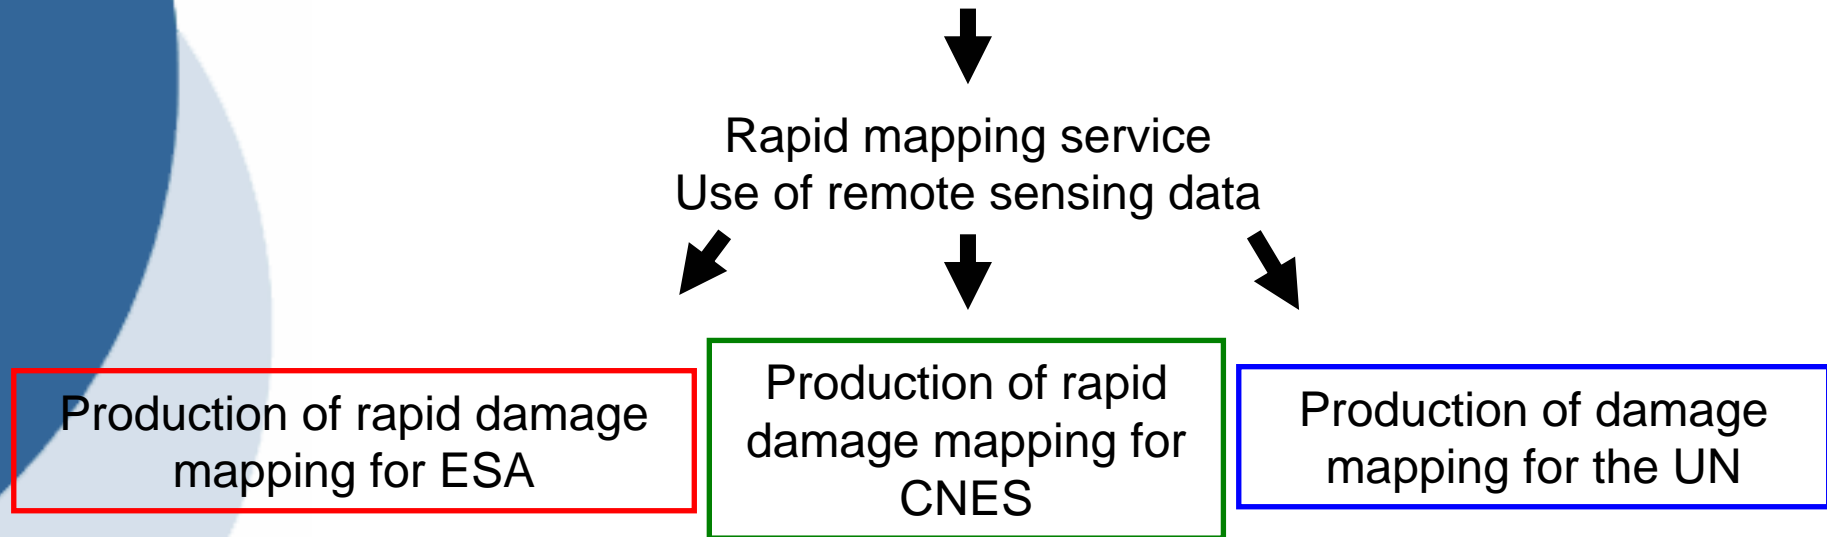 Rapid mapping service
Use of remote sensing data
Production of rapid damage
mapping for ESA
Production of rapid
damage mapping for
CNES
Production of damage
mapping for the UN